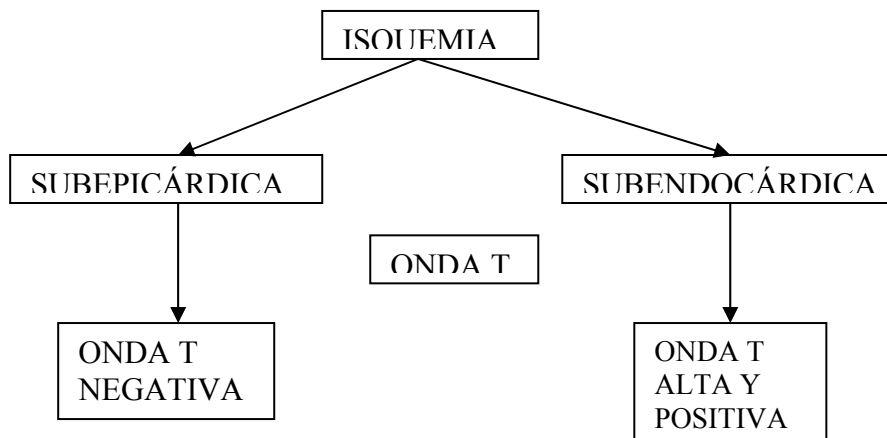 ISQUEMIA
SUBEPICÁRDICA
SUBENDOCÁRDICA
ONDA T
ONDA T
NEGATIVA
ONDA T
ALTA Y
POSITIVA